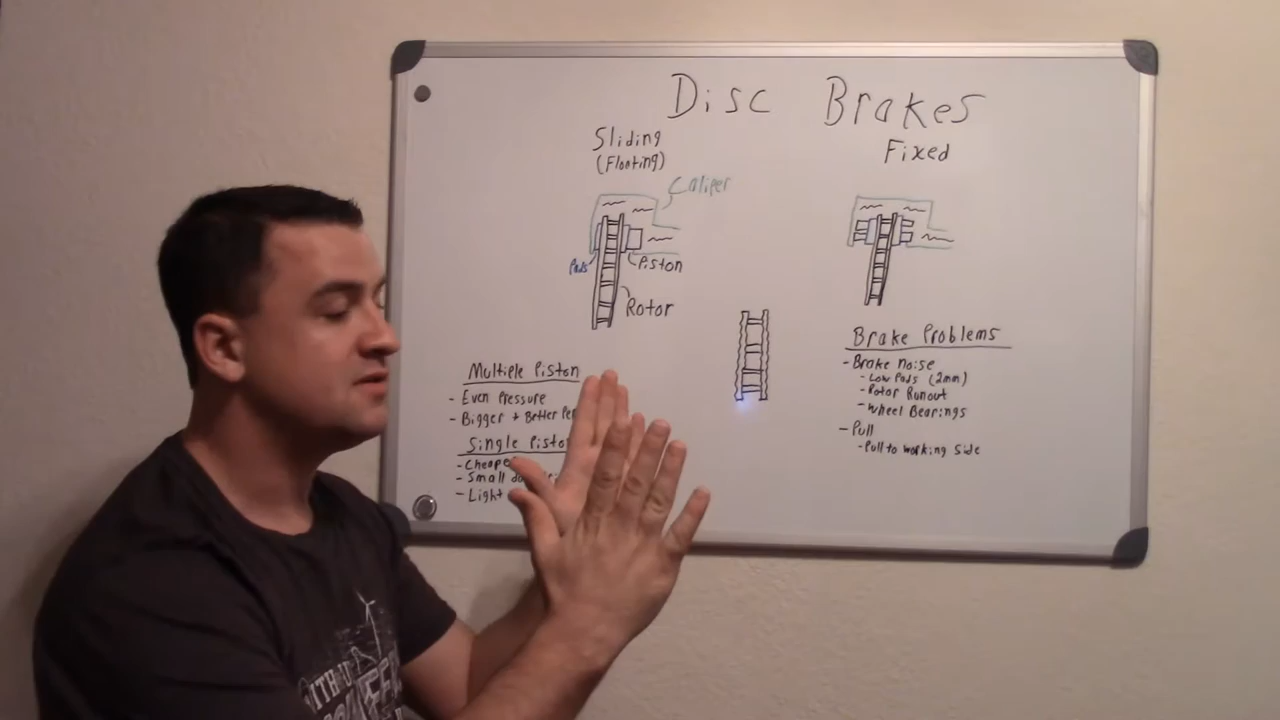 Disc Brakes
Sliding
(Floating)
Caliper
Pads
Piston
Rotor
Fixed
Multiple Piston
- Even Pressure
- Bigger + Better
Single
- Small
- Light
Brake Problems
- Brake Noise
- Low Pads (2mm)
- Rotor Runout
- Wheel Bearings
- Pull
- Pull to working side